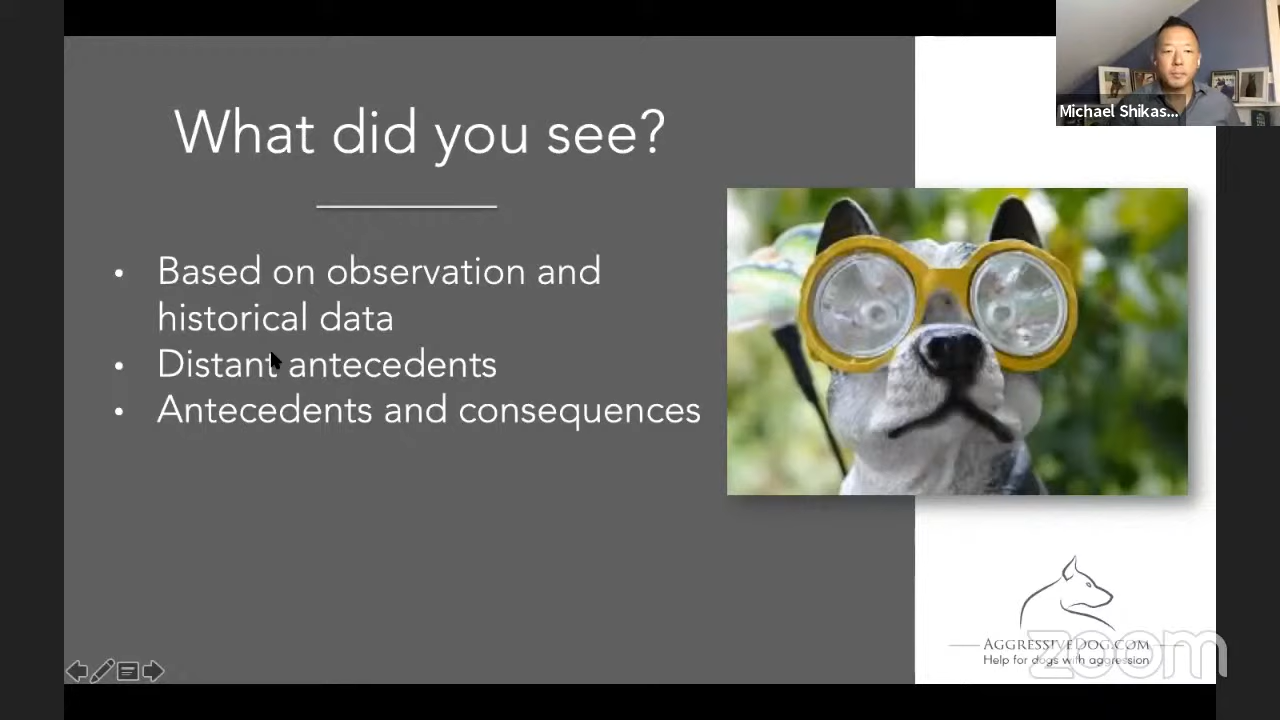 What did you see?
• Based on observation and
historical data
• Distant antecedents
• Antecedents and consequences
Michael Shikas...
AGGRESSIVEDOG.COM
Help for dogs with aggression
zoom